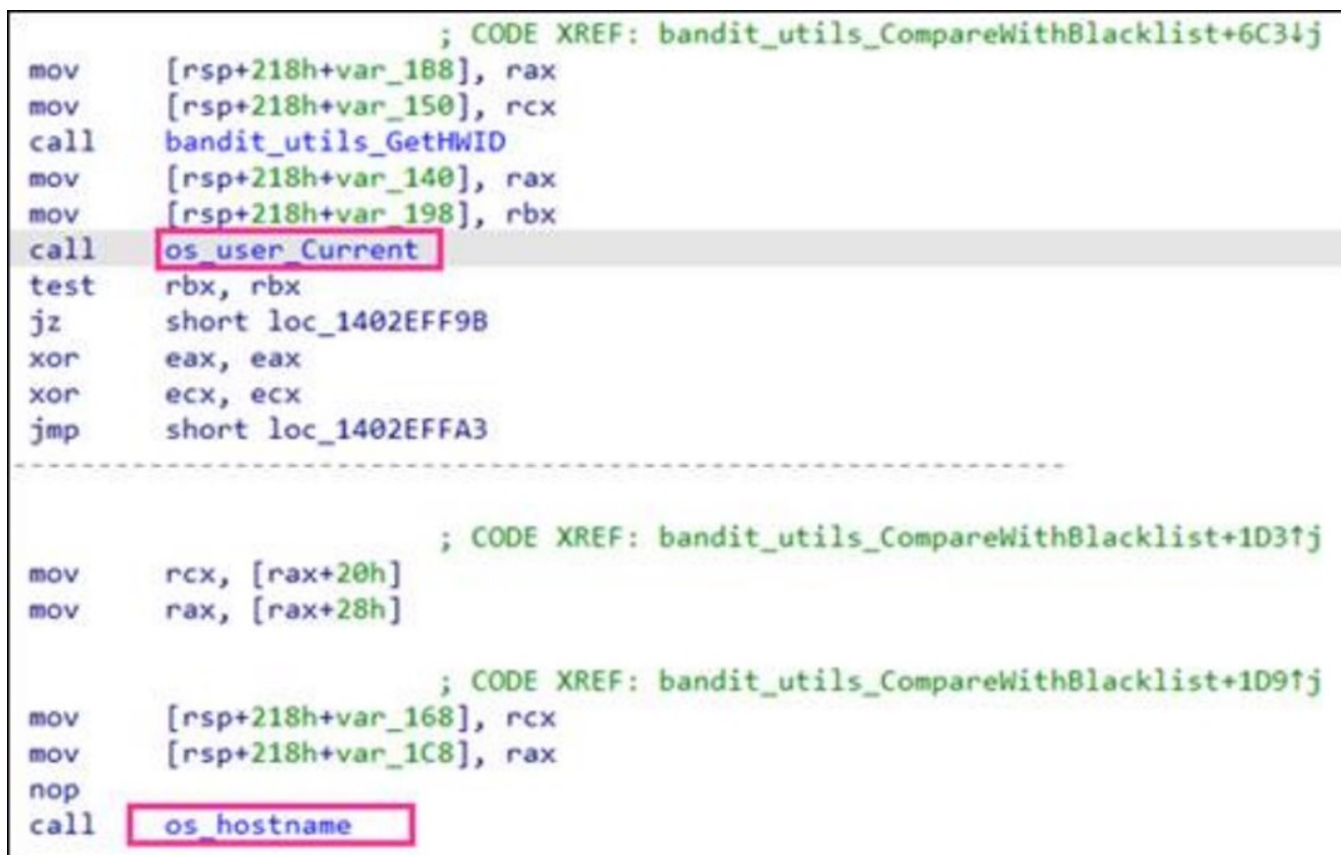 ; CODE XREF: bandit_utils_CompareWithBlacklist+6C3↓j
mov [rsp+218h+var_1B8], rax
mov [rsp+218h+var_150], rcx
call bandit_utils_GetHWID
mov [rsp+218h+var_140], rax
mov [rsp+218h+var_198], rbx
call os_user_Current
test rbx, rbx
jz short loc_1402EFF9B
xor eax, eax
xor ecx, ecx
jmp short loc_1402EFFA3
; CODE XREF: bandit_utils_CompareWithBlacklist+1D3↑j
mov rcx, [rax+20h]
mov rax, [rax+28h]
; CODE XREF: bandit_utils_CompareWithBlacklist+1D9↑j
mov [rsp+218h+var_168], rcx
mov [rsp+218h+var_1C8], rax
nop
call os_hostname